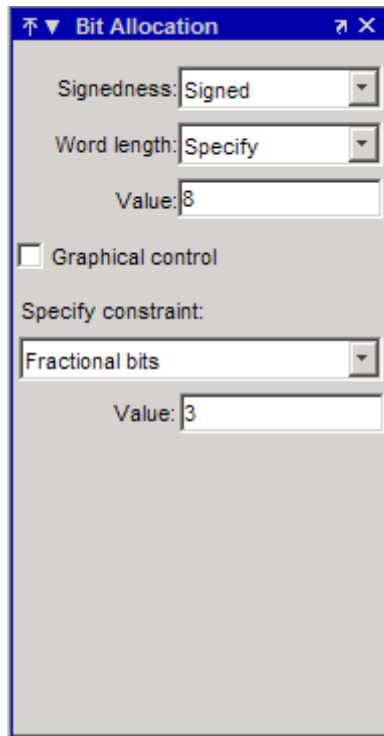 Bit Allocation
Signedness: Signed
Word length: Specify
Value: 8
Graphical control
Specify constraint:
Fractional bits
Value: 3